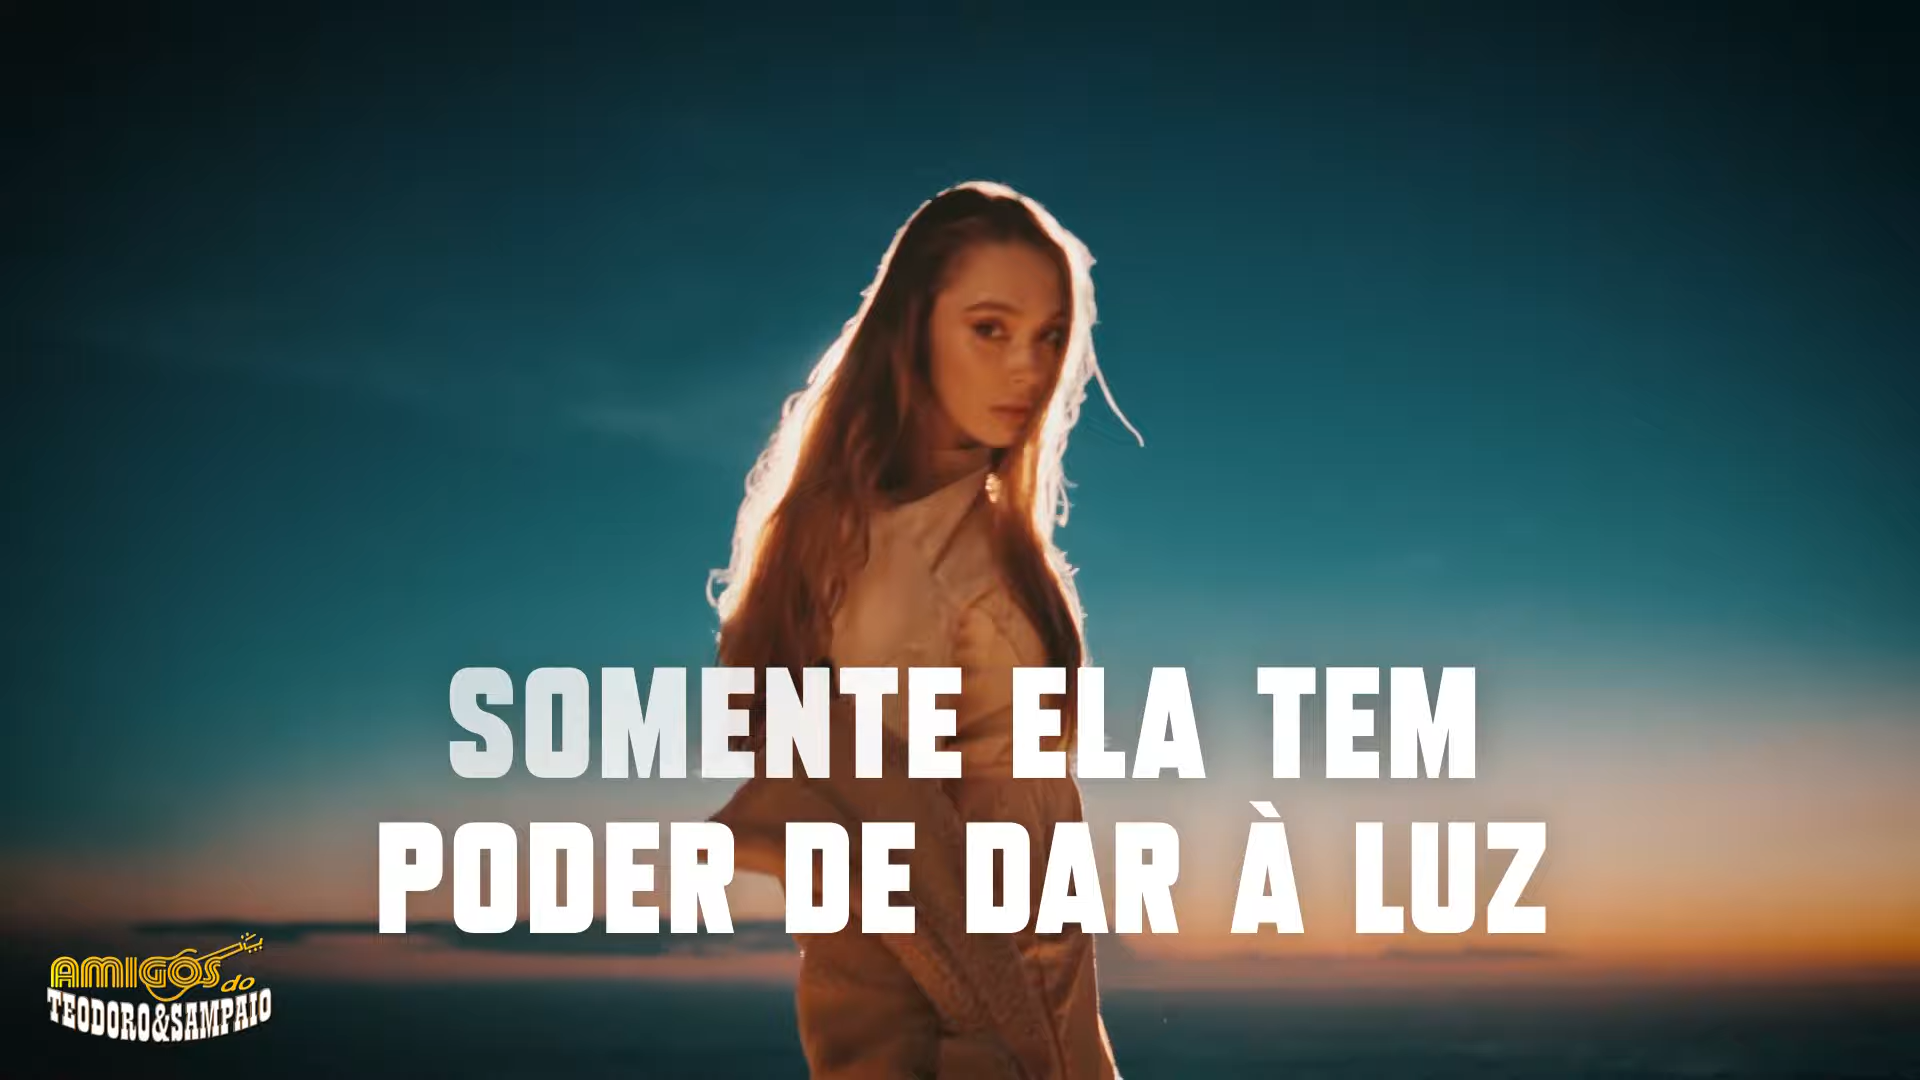 SOMENTE ELA TEM
PODER DE DAR À LUZ
AMIGOS
do
TEODORO&SAMPAIO